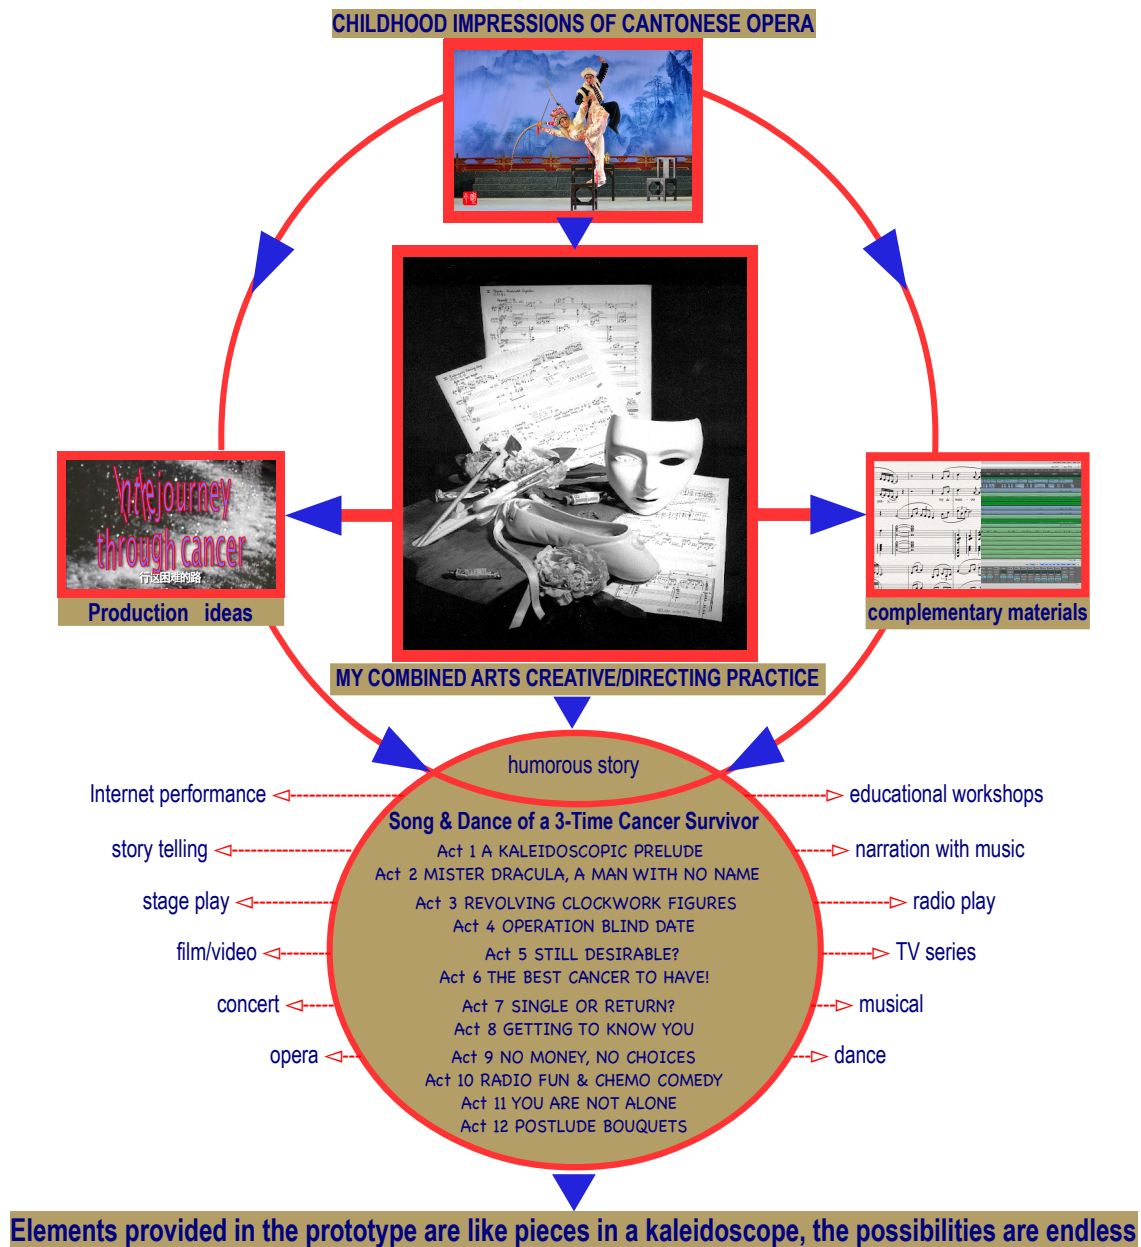 CHILDHOOD IMPRESSIONS OF CANTONESE OPERA
journey
through cancer
行这困难的路
Production ideas
complementary materials
MY COMBINED ARTS CREATIVE/DIRECTING PRACTICE
humorous story
Song & Dance of a 3-Time Cancer Survivor
Act 1 A KALEIDOSCOPIC PRELUDE
Act 2 MISTER DRACULA, A MAN WITH NO NAME
Act 3 REVOLVING CLOCKWORK FIGURES
Act 4 OPERATION BLIND DATE
Act 5 STILL DESIRABLE?
Act 6 THE BEST CANCER TO HAVE!
Act 7 SINGLE OR RETURN?
Act 8 GETTING TO KNOW YOU
Act 9 NO MONEY, NO CHOICES
Act 10 RADIO FUN & CHEMO COMEDY
Act 11 YOU ARE NOT ALONE
Act 12 POSTLUDE BOUQUETS
Internet performance
story telling
stage play
film/video
concert
opera
educational workshops
narration with music
radio play
TV series
musical
dance
Elements provided in the prototype are like pieces in a kaleidoscope, the possibilities are endless